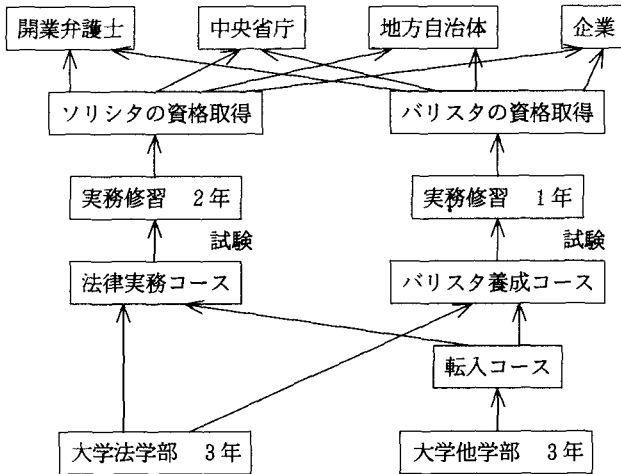 開業弁護士 中央省庁 地方自治体 企業
ソリシタの資格取得 バリスタの資格取得
実務修習 2年 実務修習 1年
試験 試験
法律実務コース バリスタ養成コース
転入コース
大学法学部 3年 大学他学部 3年